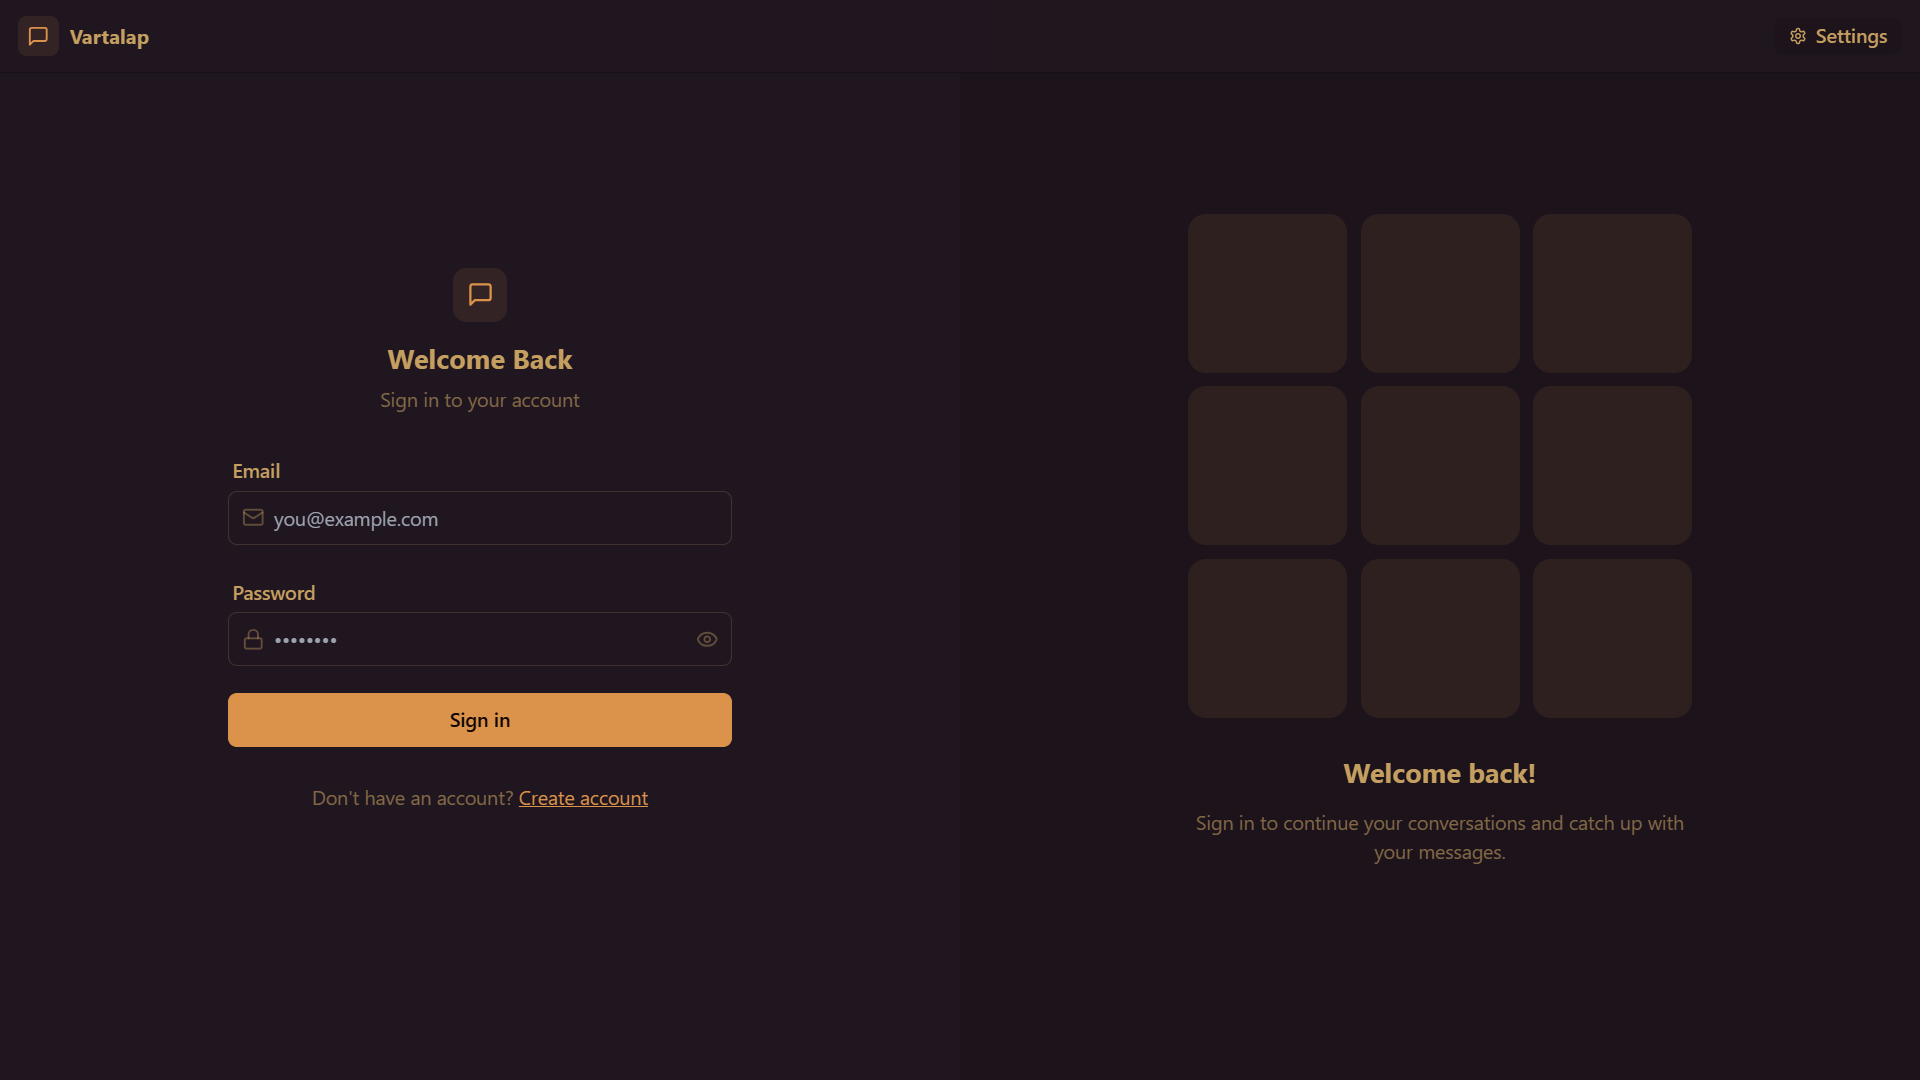 Vartalap
Settings
Welcome Back
Sign in to your account
Email
you@example.com
Password
••••••••
Sign in
Don't have an account? Create account
Welcome back!
Sign in to continue your conversations and catch up with
your messages.